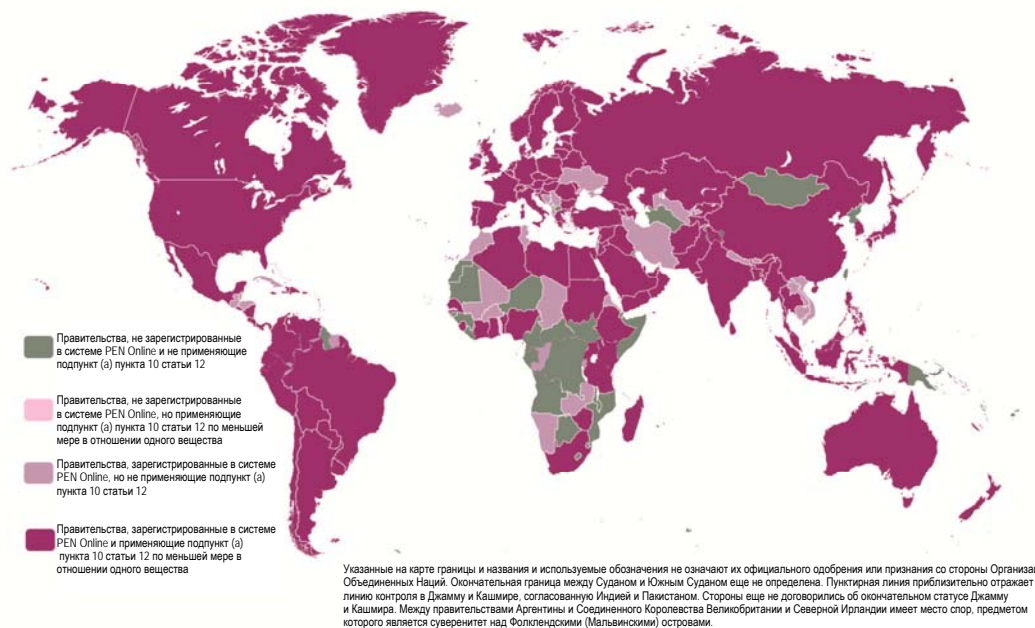 Правительства, не зарегистрированные
в системе PEN Online и не применяющие
подпункт (а) пункта 10 статьи 12
Правительства, не зарегистрированные
в системе PEN Online, но применяющие
подпункт (а) пункта 10 статьи 12 по меньшей
мере в отношении одного вещества
Правительства, зарегистрированные в системе
PEN Online, но не применяющие подпункт (а)
пункта 10 статьи 12
Правительства, зарегистрированные в системе
PEN Online и применяющие подпункт (а)
пункта 10 статьи 12 по меньшей мере в
отношении одного вещества
Указанные на карте границы и названия и используемые обозначения не означают их официального одобрения или признания со стороны Организа
Объединенных Наций. Окончательная граница между Суданом и Южным Суданом еще не определена. Пунктирная линия приблизительно отражает
линию контроля в Джамму и Кашмире, согласованную Индией и Пакистаном. Стороны еще не договорились об окончательном статусе Джамму
и Кашмира. Между правительствами Аргентины и Соединенного Королевства Великобритании и Северной Ирландии имеет место спор, предметом
которого является суверенитет над Фолклендскими (Мальвинскими) островами.